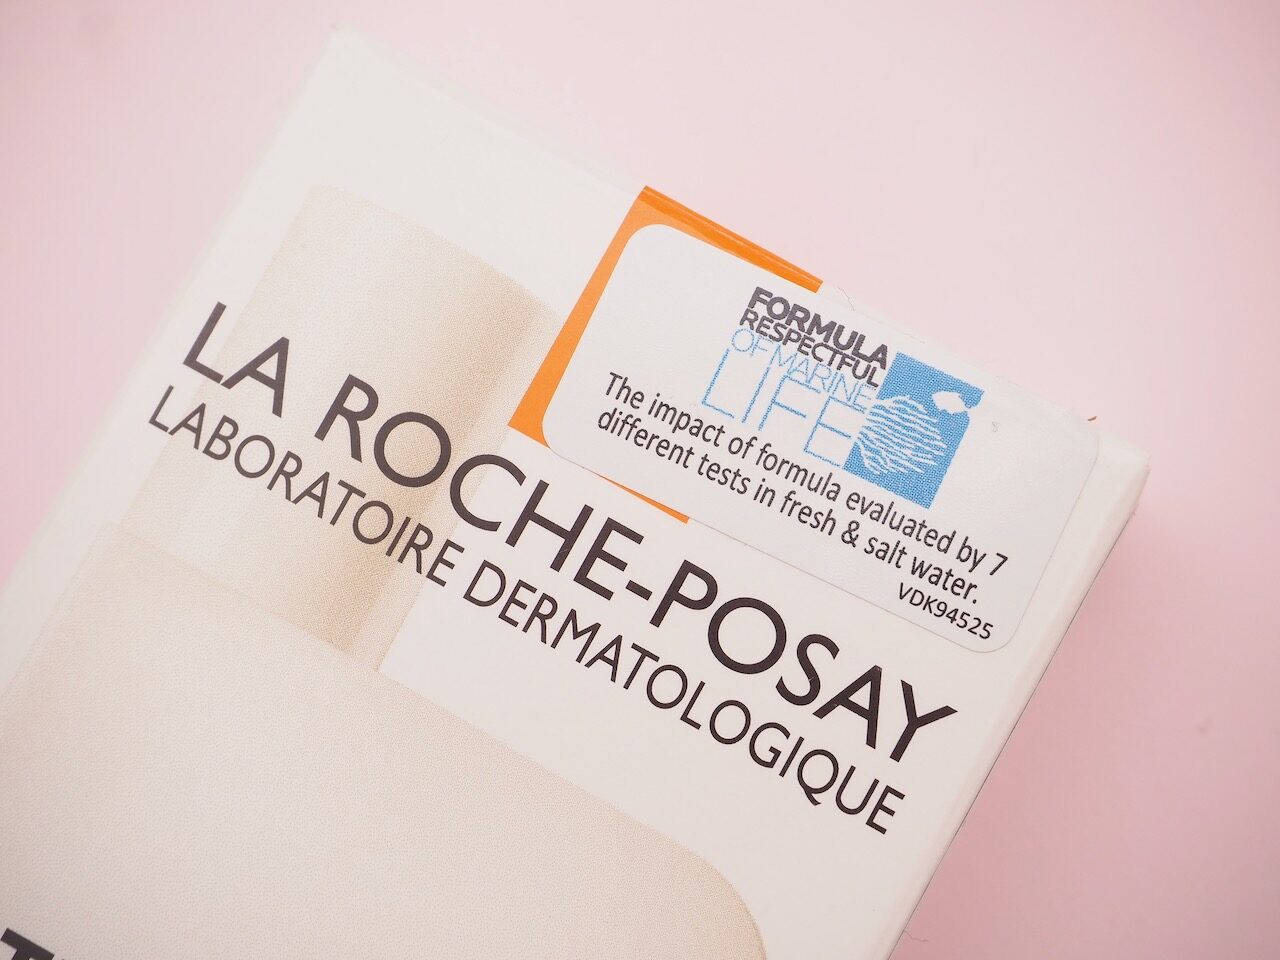 FORMULA
RESPECTFUL
OF MARINE
LIFE
The impact of formula evaluated by 7
different tests in fresh & salt water.
VDK94525
LA ROCHE-POSAY
LABORATOIRE DERMATOLOGIQUE